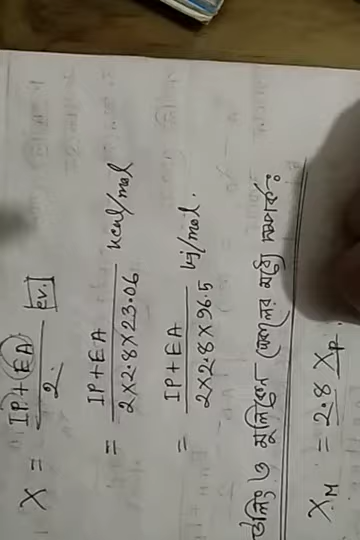 X = IP+EA / 2 ev.
= IP+EA / 2×2.8×23.06 kcal/mol
= IP+EA / 2×2.8×96.5 kj/mol.
পাউলিং ও মুলিকেন স্কেলের মধ্যে সম্পর্ক:
X_M = 2.8 X_P